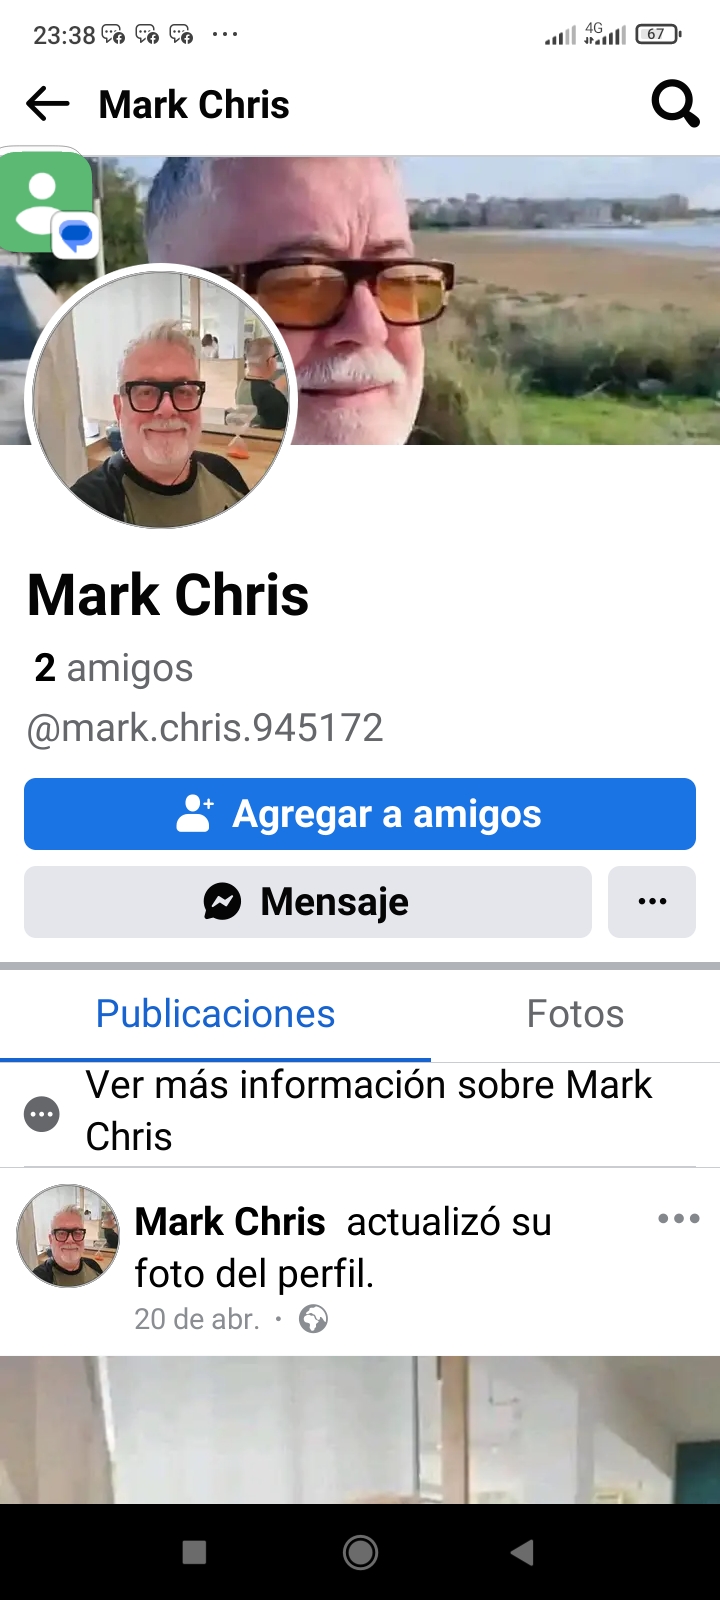 23:38
4G
67
Mark Chris
Mark Chris
2 amigos
@mark.chris.945172
Agregar a amigos
Mensaje
Publicaciones
Fotos
Ver más información sobre Mark
Chris
Mark Chris actualizó su
foto del perfil.
20 de abr. ·